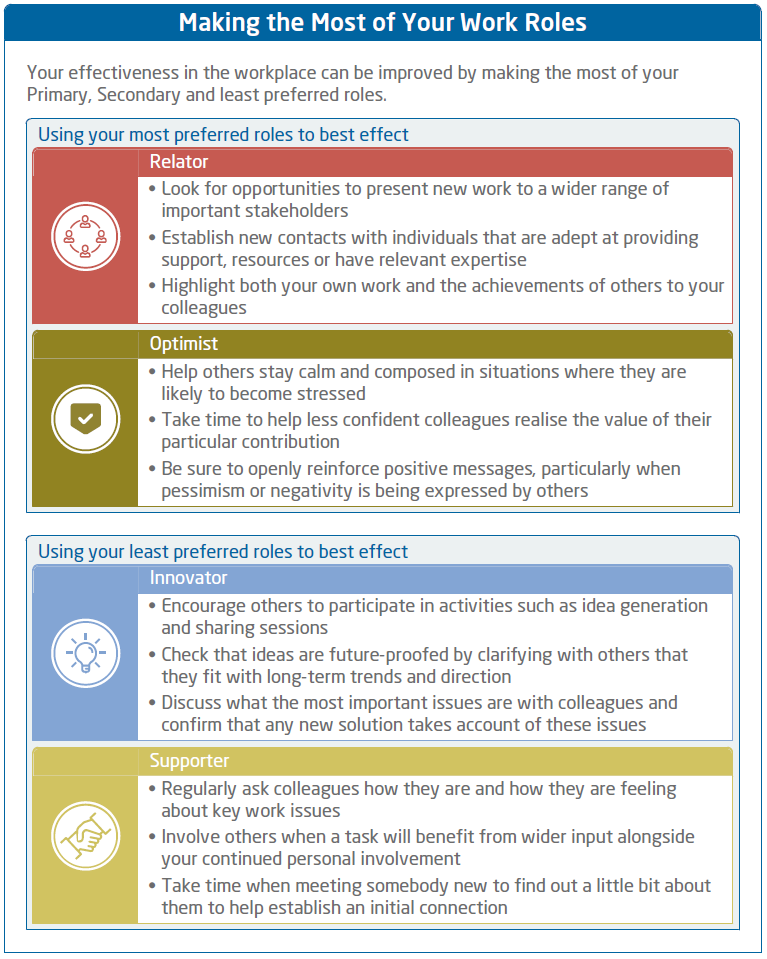 Making the Most of Your Work Roles
Your effectiveness in the workplace can be improved by making the most of your
Primary, Secondary and least preferred roles.
Using your most preferred roles to best effect
Relator
• Look for opportunities to present new work to a wider range of
important stakeholders
• Establish new contacts with individuals that are adept at providing
support, resources or have relevant expertise
• Highlight both your own work and the achievements of others to your
colleagues
Optimist
• Help others stay calm and composed in situations where they are
likely to become stressed
• Take time to help less confident colleagues realise the value of their
particular contribution
• Be sure to openly reinforce positive messages, particularly when
pessimism or negativity is being expressed by others
Using your least preferred roles to best effect
Innovator
• Encourage others to participate in activities such as idea generation
and sharing sessions
• Check that ideas are future-proofed by clarifying with others that
they fit with long-term trends and direction
• Discuss what the most important issues are with colleagues and
confirm that any new solution takes account of these issues
Supporter
• Regularly ask colleagues how they are and how they are feeling
about key work issues
• Involve others when a task will benefit from wider input alongside
your continued personal involvement
• Take time when meeting somebody new to find out a little bit about
them to help establish an initial connection